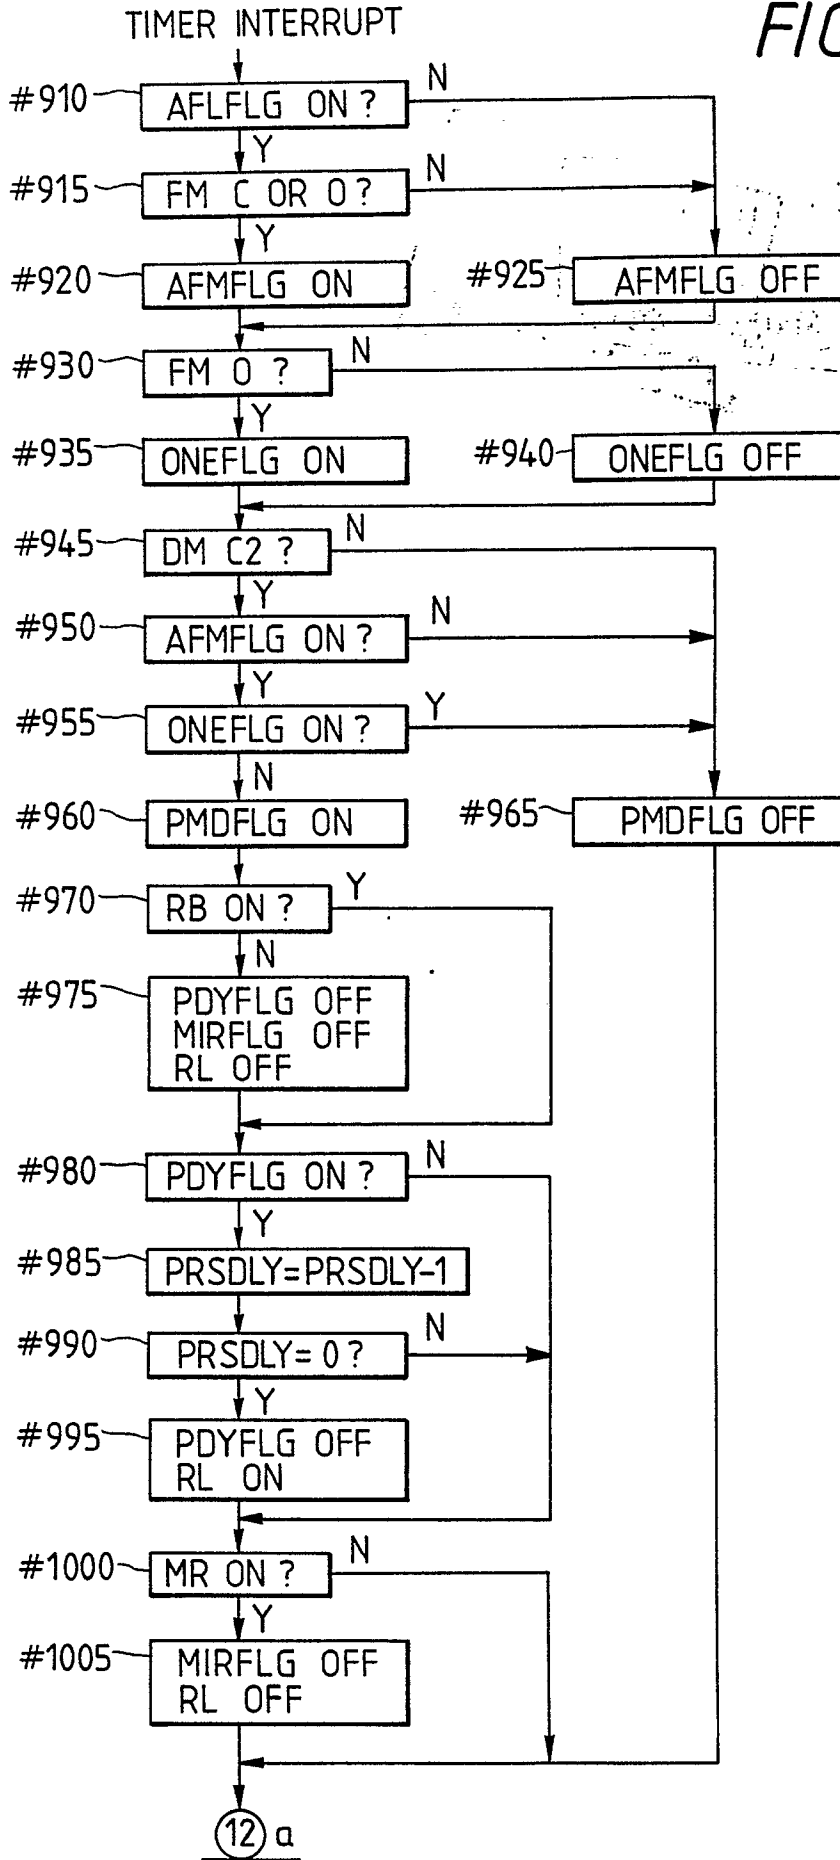 TIMER INTERRUPT
FIG
#910 AFLFLG ON ? N
Y
#915 FM C OR O ? N
Y
#920 AFMFLG ON
#925 AFMFLG OFF
#930 FM O ? N
Y
#935 ONEFLG ON
#940 ONEFLG OFF
#945 DM C2 ? N
Y
#950 AFMFLG ON ? N
Y
#955 ONEFLG ON ? Y
N
#960 PMDFLG ON
#965 PMDFLG OFF
#970 RB ON ? Y
N
#975 PDYFLG OFF
MIRFLG OFF
RL OFF
#980 PDYFLG ON ? N
Y
#985 PRSDLY=PRSDLY-1
#990 PRSDLY=0 ? N
Y
#995 PDYFLG OFF
RL ON
#1000 MR ON ? N
Y
#1005 MIRFLG OFF
RL OFF
12 a